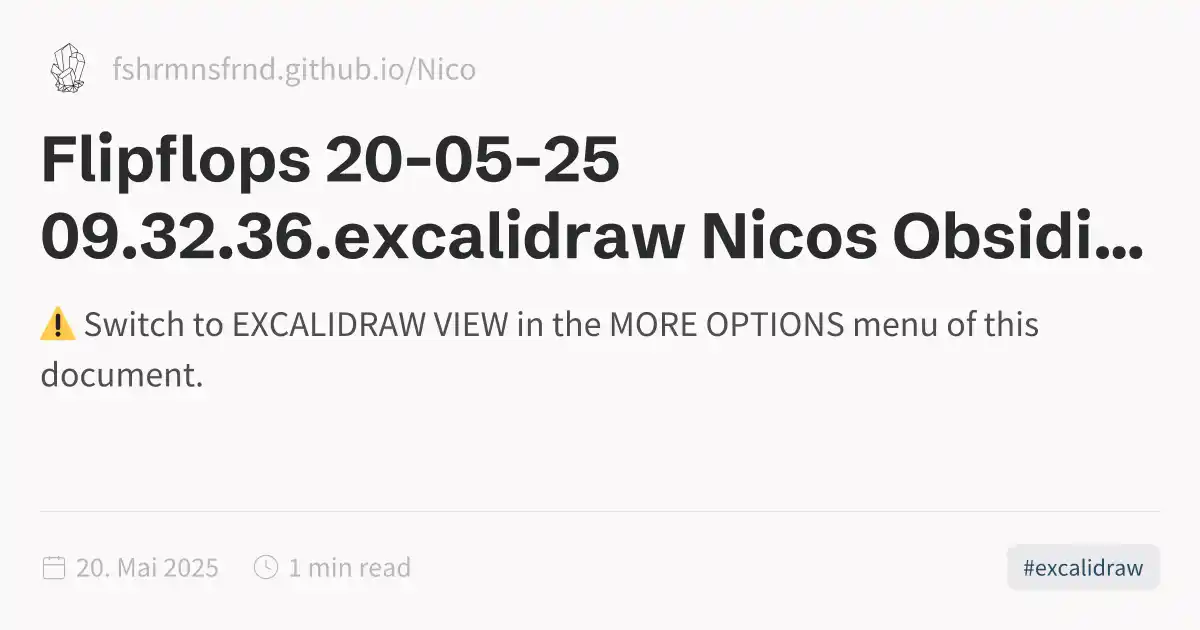 fshrmnsfrnd.github.io/Nico
Flipflops 20-05-25
09.32.36.excalidraw Nicos Obsidi...
⚠️ Switch to EXCALIDRAW VIEW in the MORE OPTIONS menu of this
document.
20. Mai 2025 1 min read #excalidraw